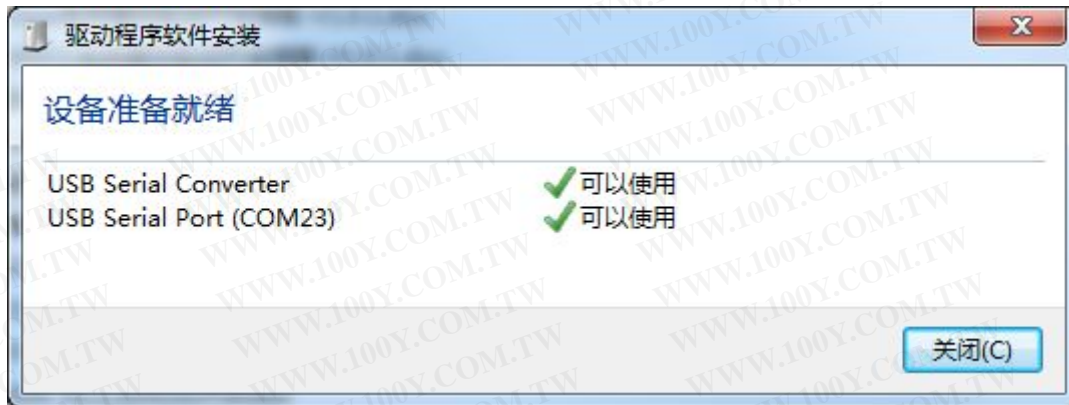 驱动程序软件安装
设备准备就绪
USB Serial Converter 可以使用
USB Serial Port (COM23) 可以使用
关闭(C)
WWW.100Y.COM.TW